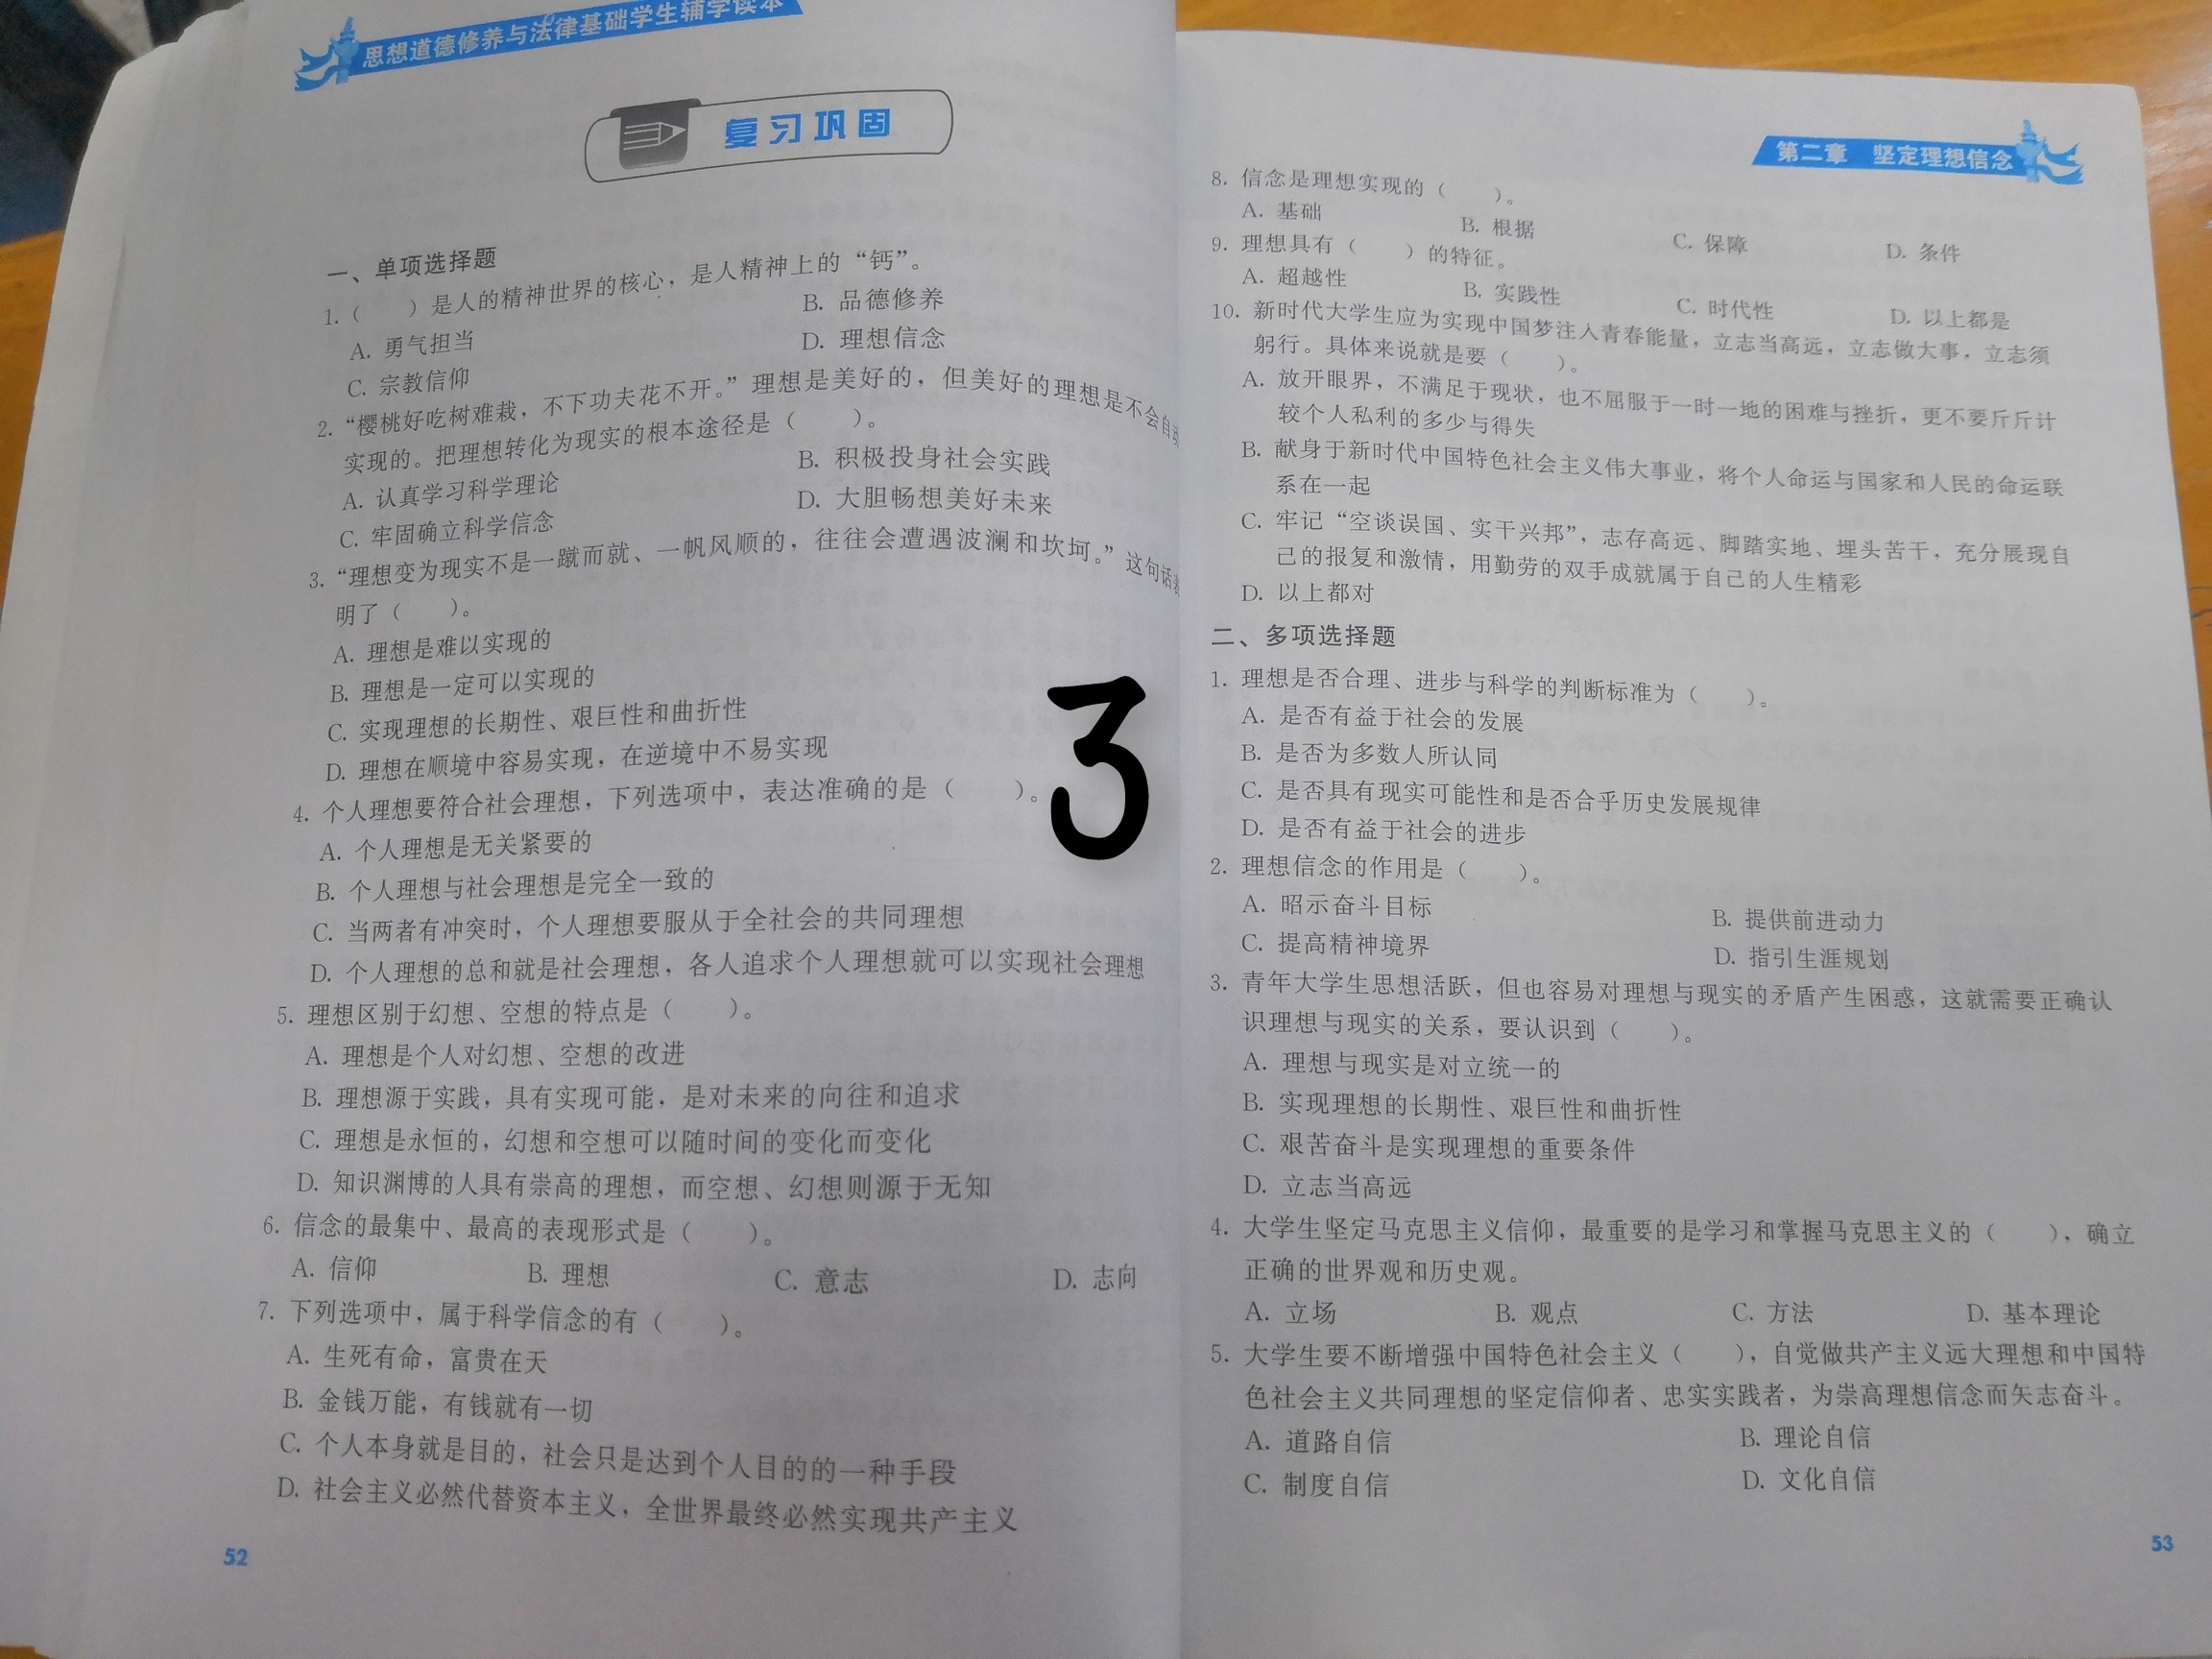 思想道德修养与法律基础学生辅学读本
复习巩固
一、单项选择题
1.（　　）是人的精神世界的核心，是人精神上的“钙”。
A. 勇气担当
B. 品德修养
C. 宗教信仰
D. 理想信念
2. “樱桃好吃树难栽，不下功夫花不开。”理想是美好的，但美好的理想是不会自动
实现的。把理想转化为现实的根本途径是（　　）。
A. 认真学习科学理论
B. 积极投身社会实践
C. 牢固确立科学信念
D. 大胆畅想美好未来
3. “理想变为现实不是一蹴而就、一帆风顺的，往往会遭遇波澜和坎坷。”这句话表
明了（　　）。
A. 理想是难以实现的
B. 理想是一定可以实现的
C. 实现理想的长期性、艰巨性和曲折性
D. 理想在顺境中容易实现，在逆境中不易实现
4. 个人理想要符合社会理想，下列选项中，表达准确的是（　　）。
A. 个人理想是无关紧要的
B. 个人理想与社会理想是完全一致的
C. 当两者有冲突时，个人理想要服从于全社会的共同理想
D. 个人理想的总和就是社会理想，各人追求个人理想就可以实现社会理想
5. 理想区别于幻想、空想的特点是（　　）。
A. 理想是个人对幻想、空想的改进
B. 理想源于实践，具有实现可能，是对未来的向往和追求
C. 理想是永恒的，幻想和空想可以随时间的变化而变化
D. 知识渊博的人具有崇高的理想，而空想、幻想则源于无知
6. 信念的最集中、最高的表现形式是（　　）。
A. 信仰 B. 理想 C. 意志 D. 志向
7. 下列选项中，属于科学信念的有（　　）。
A. 生死有命，富贵在天
B. 金钱万能，有钱就有一切
C. 个人本身就是目的，社会只是达到个人目的的一种手段
D. 社会主义必然代替资本主义，全世界最终必然实现共产主义
52
3
第二章 坚定理想信念
8. 信念是理想实现的（　　）。
A. 基础 B. 根据 C. 保障 D. 条件
9. 理想具有（　　）的特征。
A. 超越性 B. 实践性 C. 时代性 D. 以上都是
10. 新时代大学生应为实现中国梦注入青春能量，立志当高远，立志做大事，立志须
躬行。具体来说就是要（　　）。
A. 放开眼界，不满足于现状，也不屈服于一时一地的困难与挫折，更不要斤斤计
较个人私利的多少与得失
B. 献身于新时代中国特色社会主义伟大事业，将个人命运与国家和人民的命运联
系在一起
C. 牢记“空谈误国、实干兴邦”，志存高远、脚踏实地、埋头苦干，充分展现自
己的报复和激情，用勤劳的双手成就属于自己的人生精彩
D. 以上都对
二、多项选择题
1. 理想是否合理、进步与科学的判断标准为（　　）。
A. 是否有益于社会的发展
B. 是否为多数人所认同
C. 是否具有现实可能性和是否合乎历史发展规律
D. 是否有益于社会的进步
2. 理想信念的作用是（　　）。
A. 昭示奋斗目标
B. 提供前进动力
C. 提高精神境界
D. 指引生涯规划
3. 青年大学生思想活跃，但也容易对理想与现实的矛盾产生困惑，这就需要正确认
识理想与现实的关系，要认识到（　　）。
A. 理想与现实是对立统一的
B. 实现理想的长期性、艰巨性和曲折性
C. 艰苦奋斗是实现理想的重要条件
D. 立志当高远
4. 大学生坚定马克思主义信仰，最重要的是学习和掌握马克思主义的（　　），确立
正确的世界观和历史观。
A. 立场 B. 观点 C. 方法 D. 基本理论
5. 大学生要不断增强中国特色社会主义（　　），自觉做共产主义远大理想和中国特
色社会主义共同理想的坚定信仰者、忠实实践者，为崇高理想信念而矢志奋斗。
A. 道路自信
B. 理论自信
C. 制度自信
D. 文化自信
53